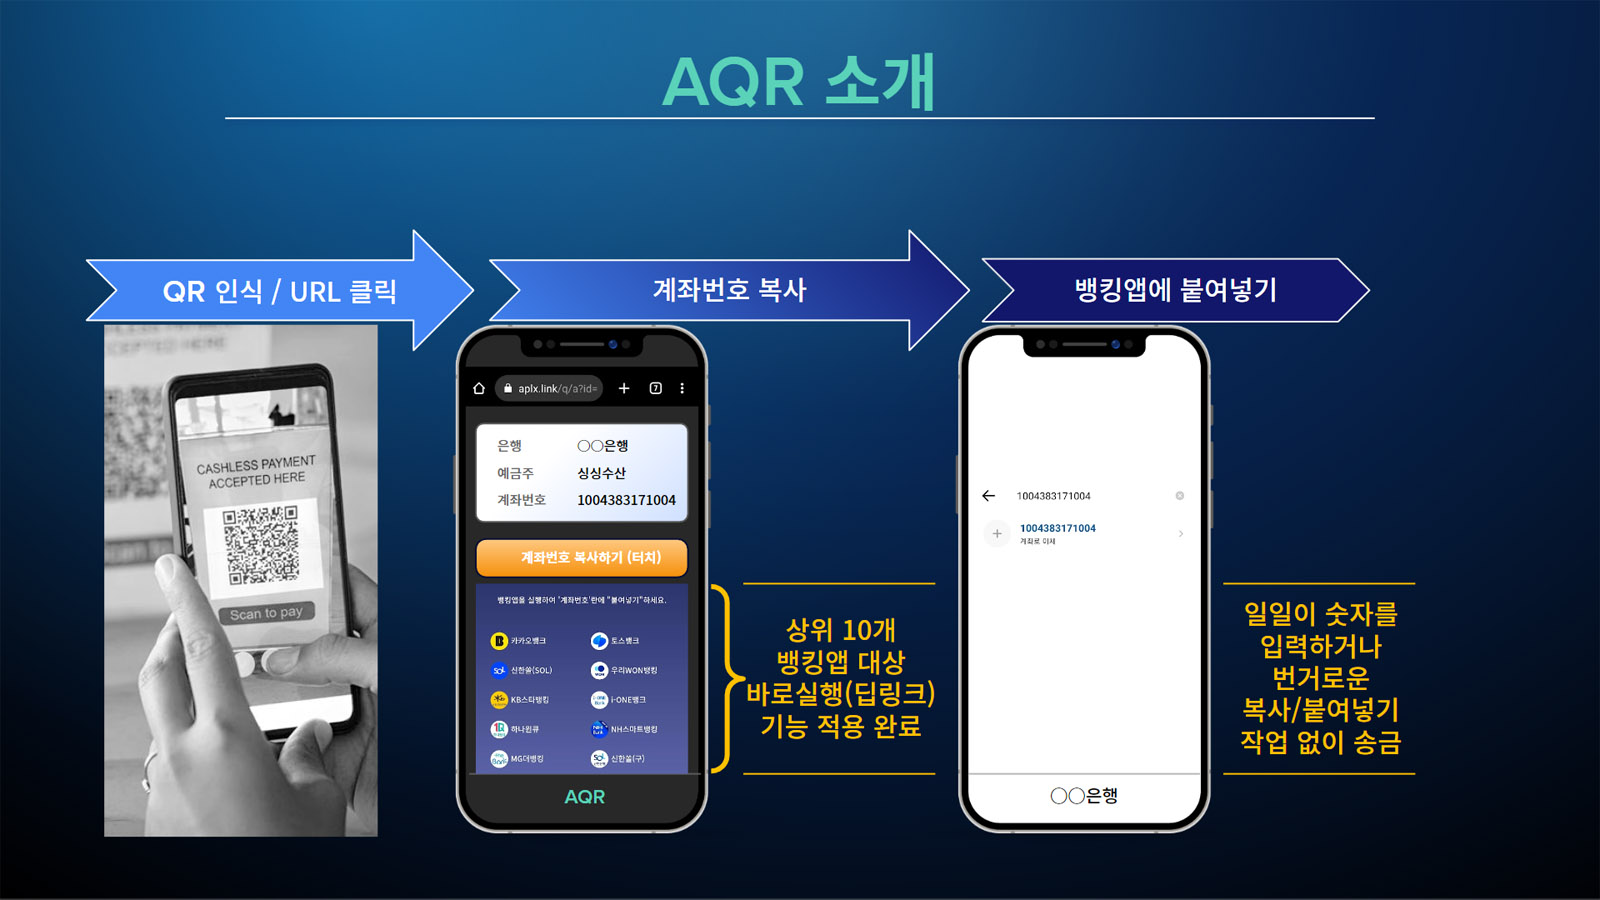 AQR 소개
QR 인식 / URL 클릭
계좌번호 복사
뱅킹앱에 붙여넣기
CEPTED HERE
CASHLESS PAYMENT
ACCEPTED HERE
Scan to pay
aplx.link/q/a?id=
7
은행 〇〇은행
예금주 싱싱수산
계좌번호 1004383171004
계좌번호 복사하기 (터치)
뱅킹앱을 실행하여 '계좌번호'란에 "붙여넣기"하세요.
카카오뱅크 토스뱅크
신한쏠(SOL) 우리WON뱅킹
KB스타뱅킹 i-ONE뱅크
하나원큐 NH스마트뱅킹
MG더뱅킹 신한쏠(구)
AQR
상위 10개
뱅킹앱 대상
바로실행(딥링크)
기능 적용 완료
1004383171004
1004383171004
계좌로 이체
〇〇은행
일일이 숫자를
입력하거나
번거로운
복사/붙여넣기
작업 없이 송금